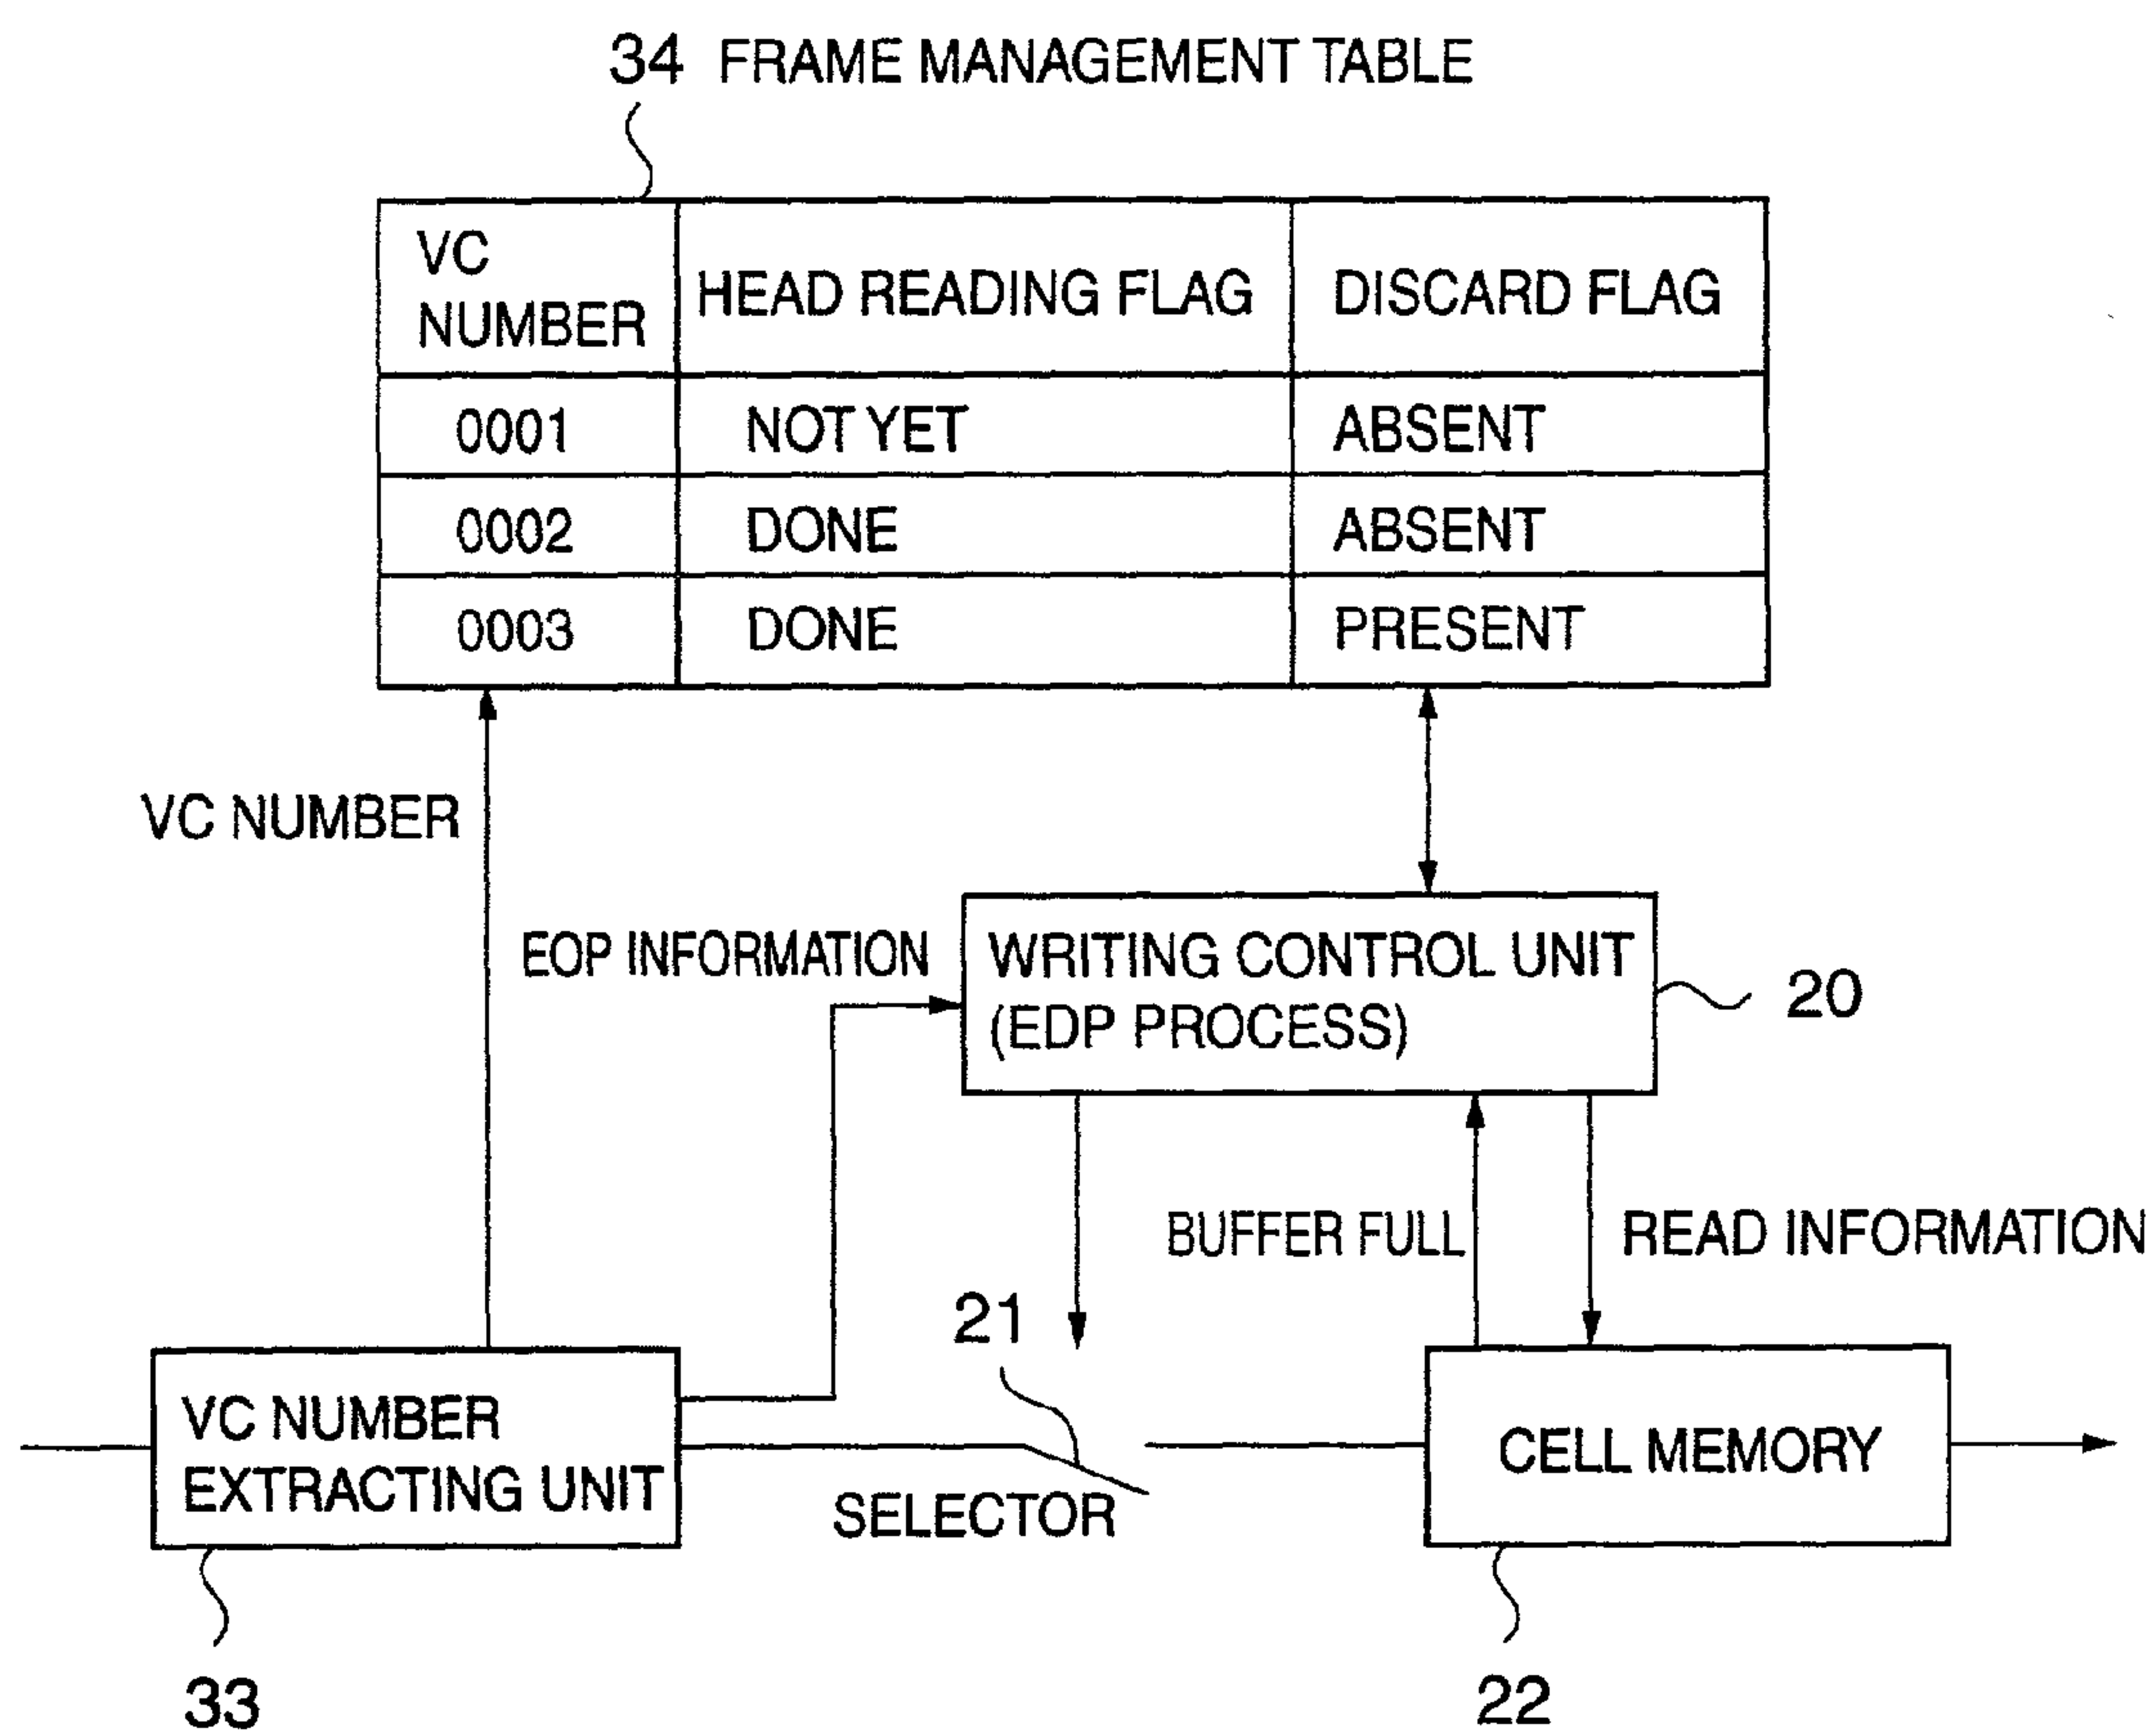 34 FRAME MANAGEMENT TABLE
VC
NUMBER
HEAD READING FLAG
DISCARD FLAG
0001 NOT YET ABSENT
0002 DONE ABSENT
0003 DONE PRESENT
VC NUMBER
EOP INFORMATION
WRITING CONTROL UNIT
(EDP PROCESS)
20
BUFFER FULL
READ INFORMATION
21
VC NUMBER
EXTRACTING UNIT
SELECTOR
CELL MEMORY
33
22